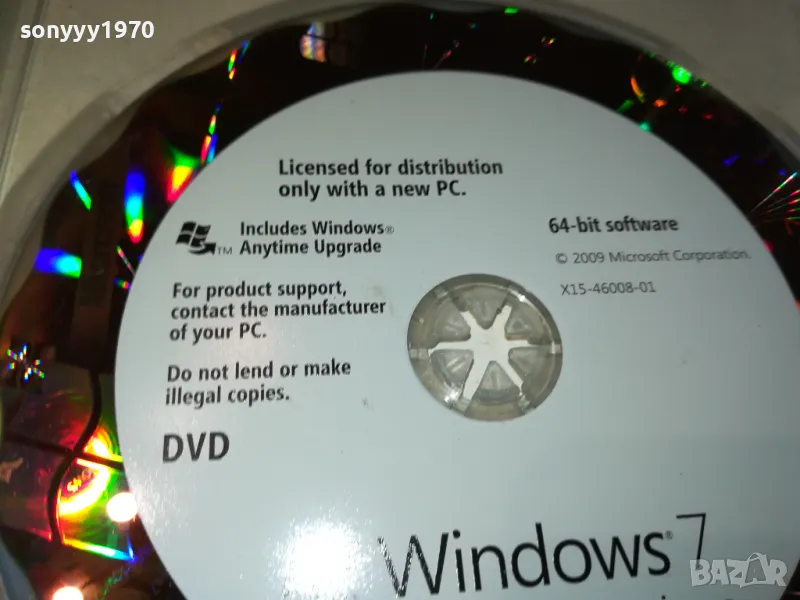 sonyyy1970
Licensed for distribution
only with a new PC.
Includes Windows®
Anytime Upgrade
TM
64-bit software
© 2009 Microsoft Corporation.
X15-46008-01
For product support,
contact the manufacturer
of your PC.
Do not lend or make
illegal copies.
DVD
Windows® 7
BAZAR